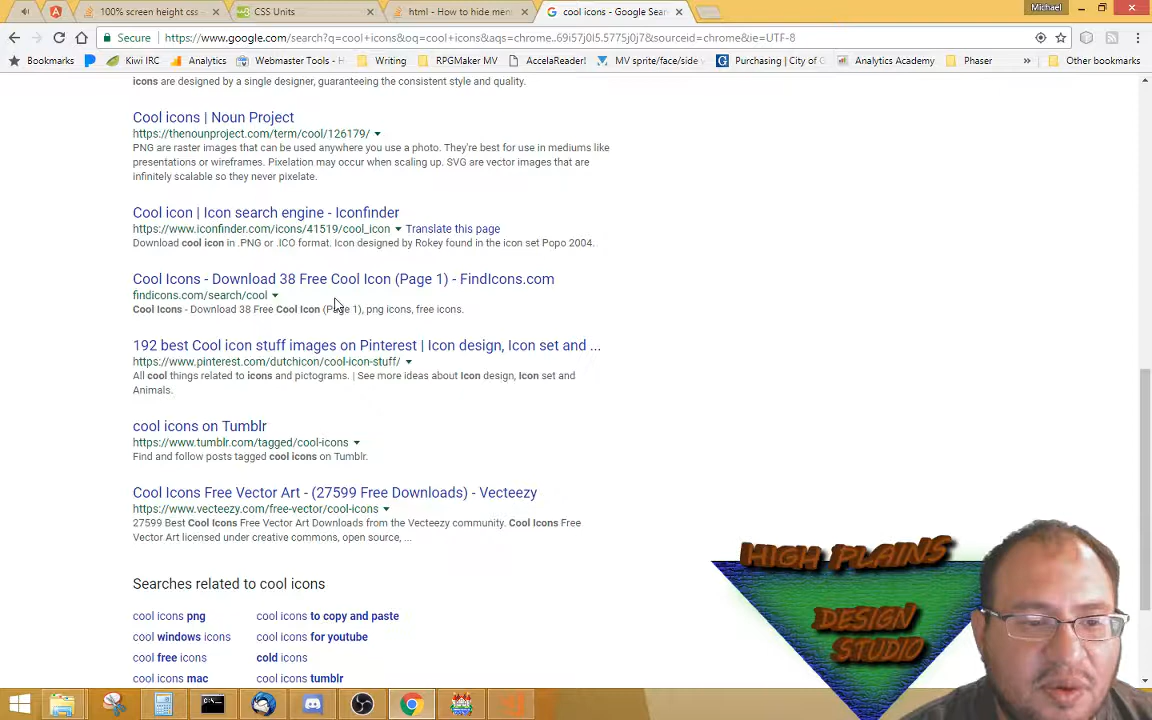 100% screen height css -
CSS Units
html - How to hide men
cool icons - Google Sear
Michael
Secure
https://www.google.com/search?q=cool+icons&oq=cool+icons&aqs=chrome..69i57j0l5.5775j0j7&sourceid=chrome&ie=UTF-8
Bookmarks
Kiwi IRC
Analytics
Webmaster Tools - H
Writing
RPGMaker MV
AccelaReader!
MV sprite/face/side
Purchasing | City of C
Analytics Academy
Phaser
»
Other bookmarks
icons are designed by a single designer, guaranteeing the consistent style and quality.
Cool icons | Noun Project
https://thenounproject.com/term/cool/126179/
PNG are raster images that can be used anywhere you use a photo. They're best for use in mediums like
presentations or wireframes. Pixelation may occur when scaling up. SVG are vector images that are
infinitely scalable so they never pixelate.
Cool icon | Icon search engine - Iconfinder
https://www.iconfinder.com/icons/41519/cool_icon Translate this page
Download cool icon in .PNG or .ICO format. Icon designed by Rokey found in the icon set Popo 2004.
Cool Icons - Download 38 Free Cool Icon (Page 1) - FindIcons.com
findicons.com/search/cool
Cool Icons - Download 38 Free Cool Icon (Page 1), png icons, free icons.
192 best Cool icon stuff images on Pinterest | Icon design, Icon set and ...
https://www.pinterest.com/dutchicon/cool-icon-stuff/
All cool things related to icons and pictograms. | See more ideas about Icon design, Icon set and
Animals.
cool icons on Tumblr
https://www.tumblr.com/tagged/cool-icons
Find and follow posts tagged cool icons on Tumblr.
Cool Icons Free Vector Art - (27599 Free Downloads) - Vecteezy
https://www.vecteezy.com/free-vector/cool-icons
27599 Best Cool Icons Free Vector Art Downloads from the Vecteezy community. Cool Icons Free
Vector Art licensed under creative commons, open source, ...
Searches related to cool icons
cool icons png
cool icons to copy and paste
cool windows icons
cool icons for youtube
cool free icons
cold icons
cool icons mac
cool icons tumblr
HIGH PLAINS
DESIGN
STUDIO